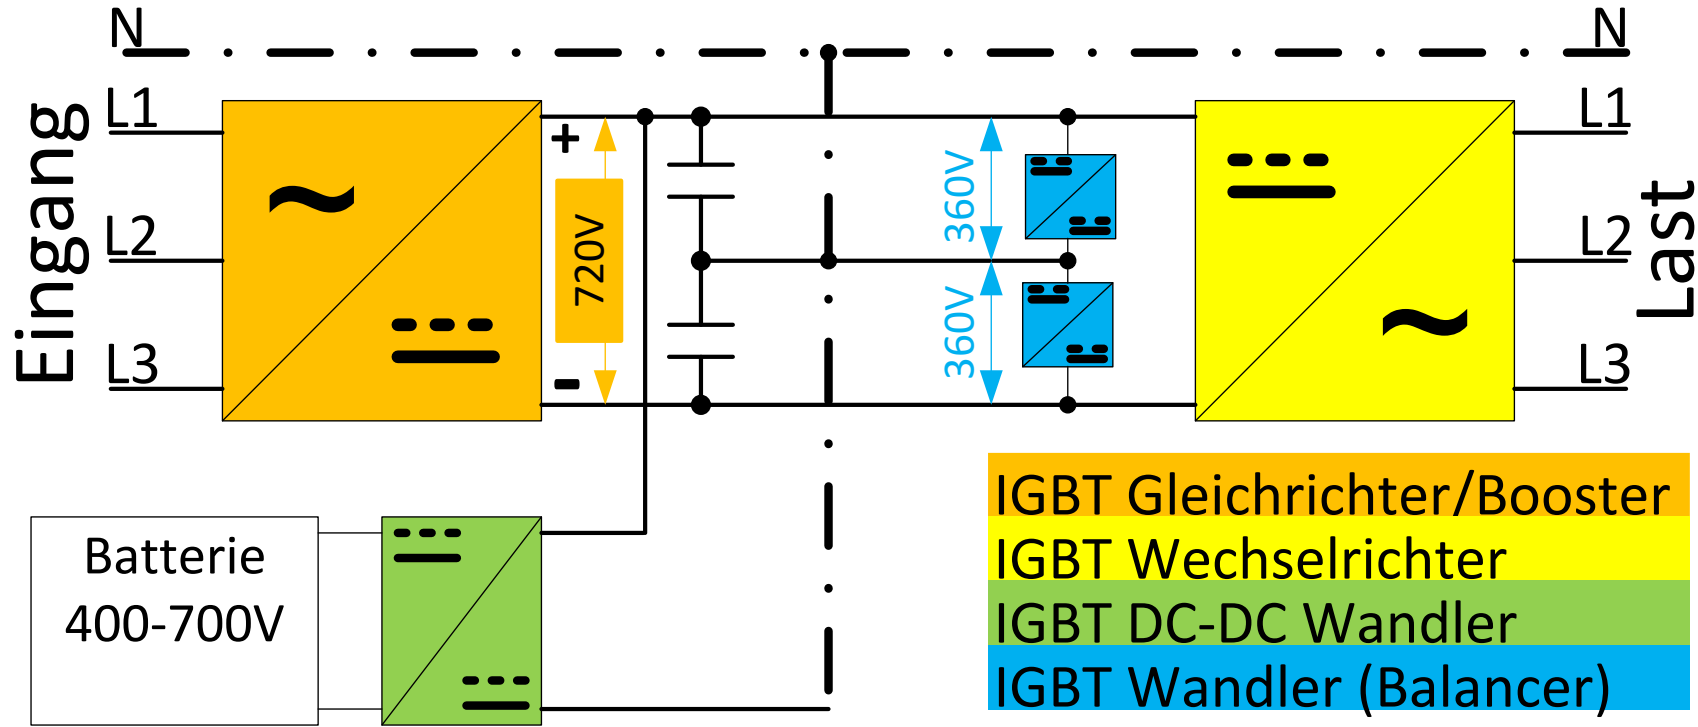 N
N
Eingang
L1
L2
L3
+
720V
-
360V
360V
L1
L2
L3
Last
Batterie
400-700V
IGBT Gleichrichter/Booster
IGBT Wechselrichter
IGBT DC-DC Wandler
IGBT Wandler (Balancer)